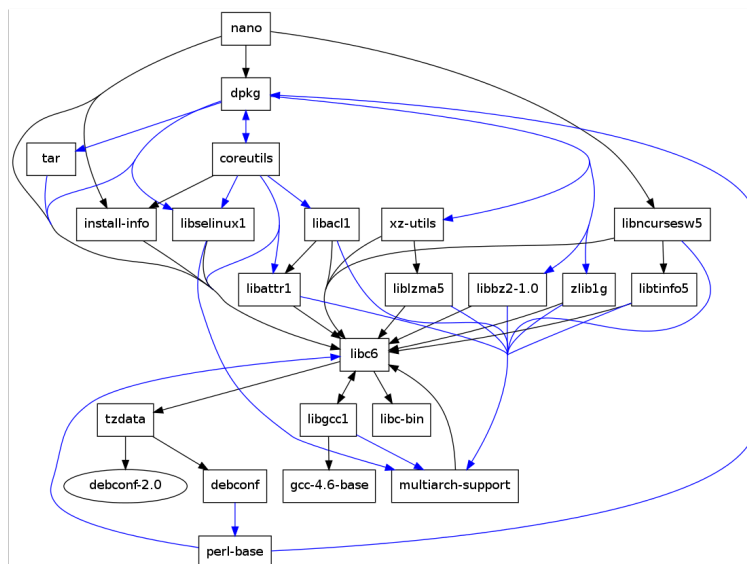 nano
dpkg
tar
coreutils
install-info
libselinux1
libacl1
xz-utils
libncursesw5
libattr1
liblzma5
libbz2-1.0
zlib1g
libtinfo5
libc6
tzdata
libgcc1
libc-bin
debconf-2.0
debconf
gcc-4.6-base
multiarch-support
perl-base